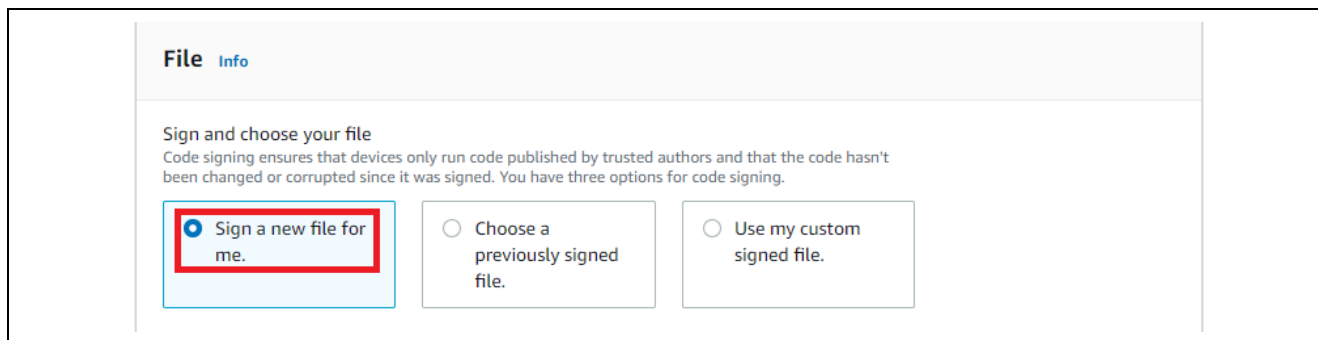 File Info
Sign and choose your file
Code signing ensures that devices only run code published by trusted authors and that the code hasn't
been changed or corrupted since it was signed. You have three options for code signing.
Sign a new file for
me.
Choose a
previously signed
file.
Use my custom
signed file.